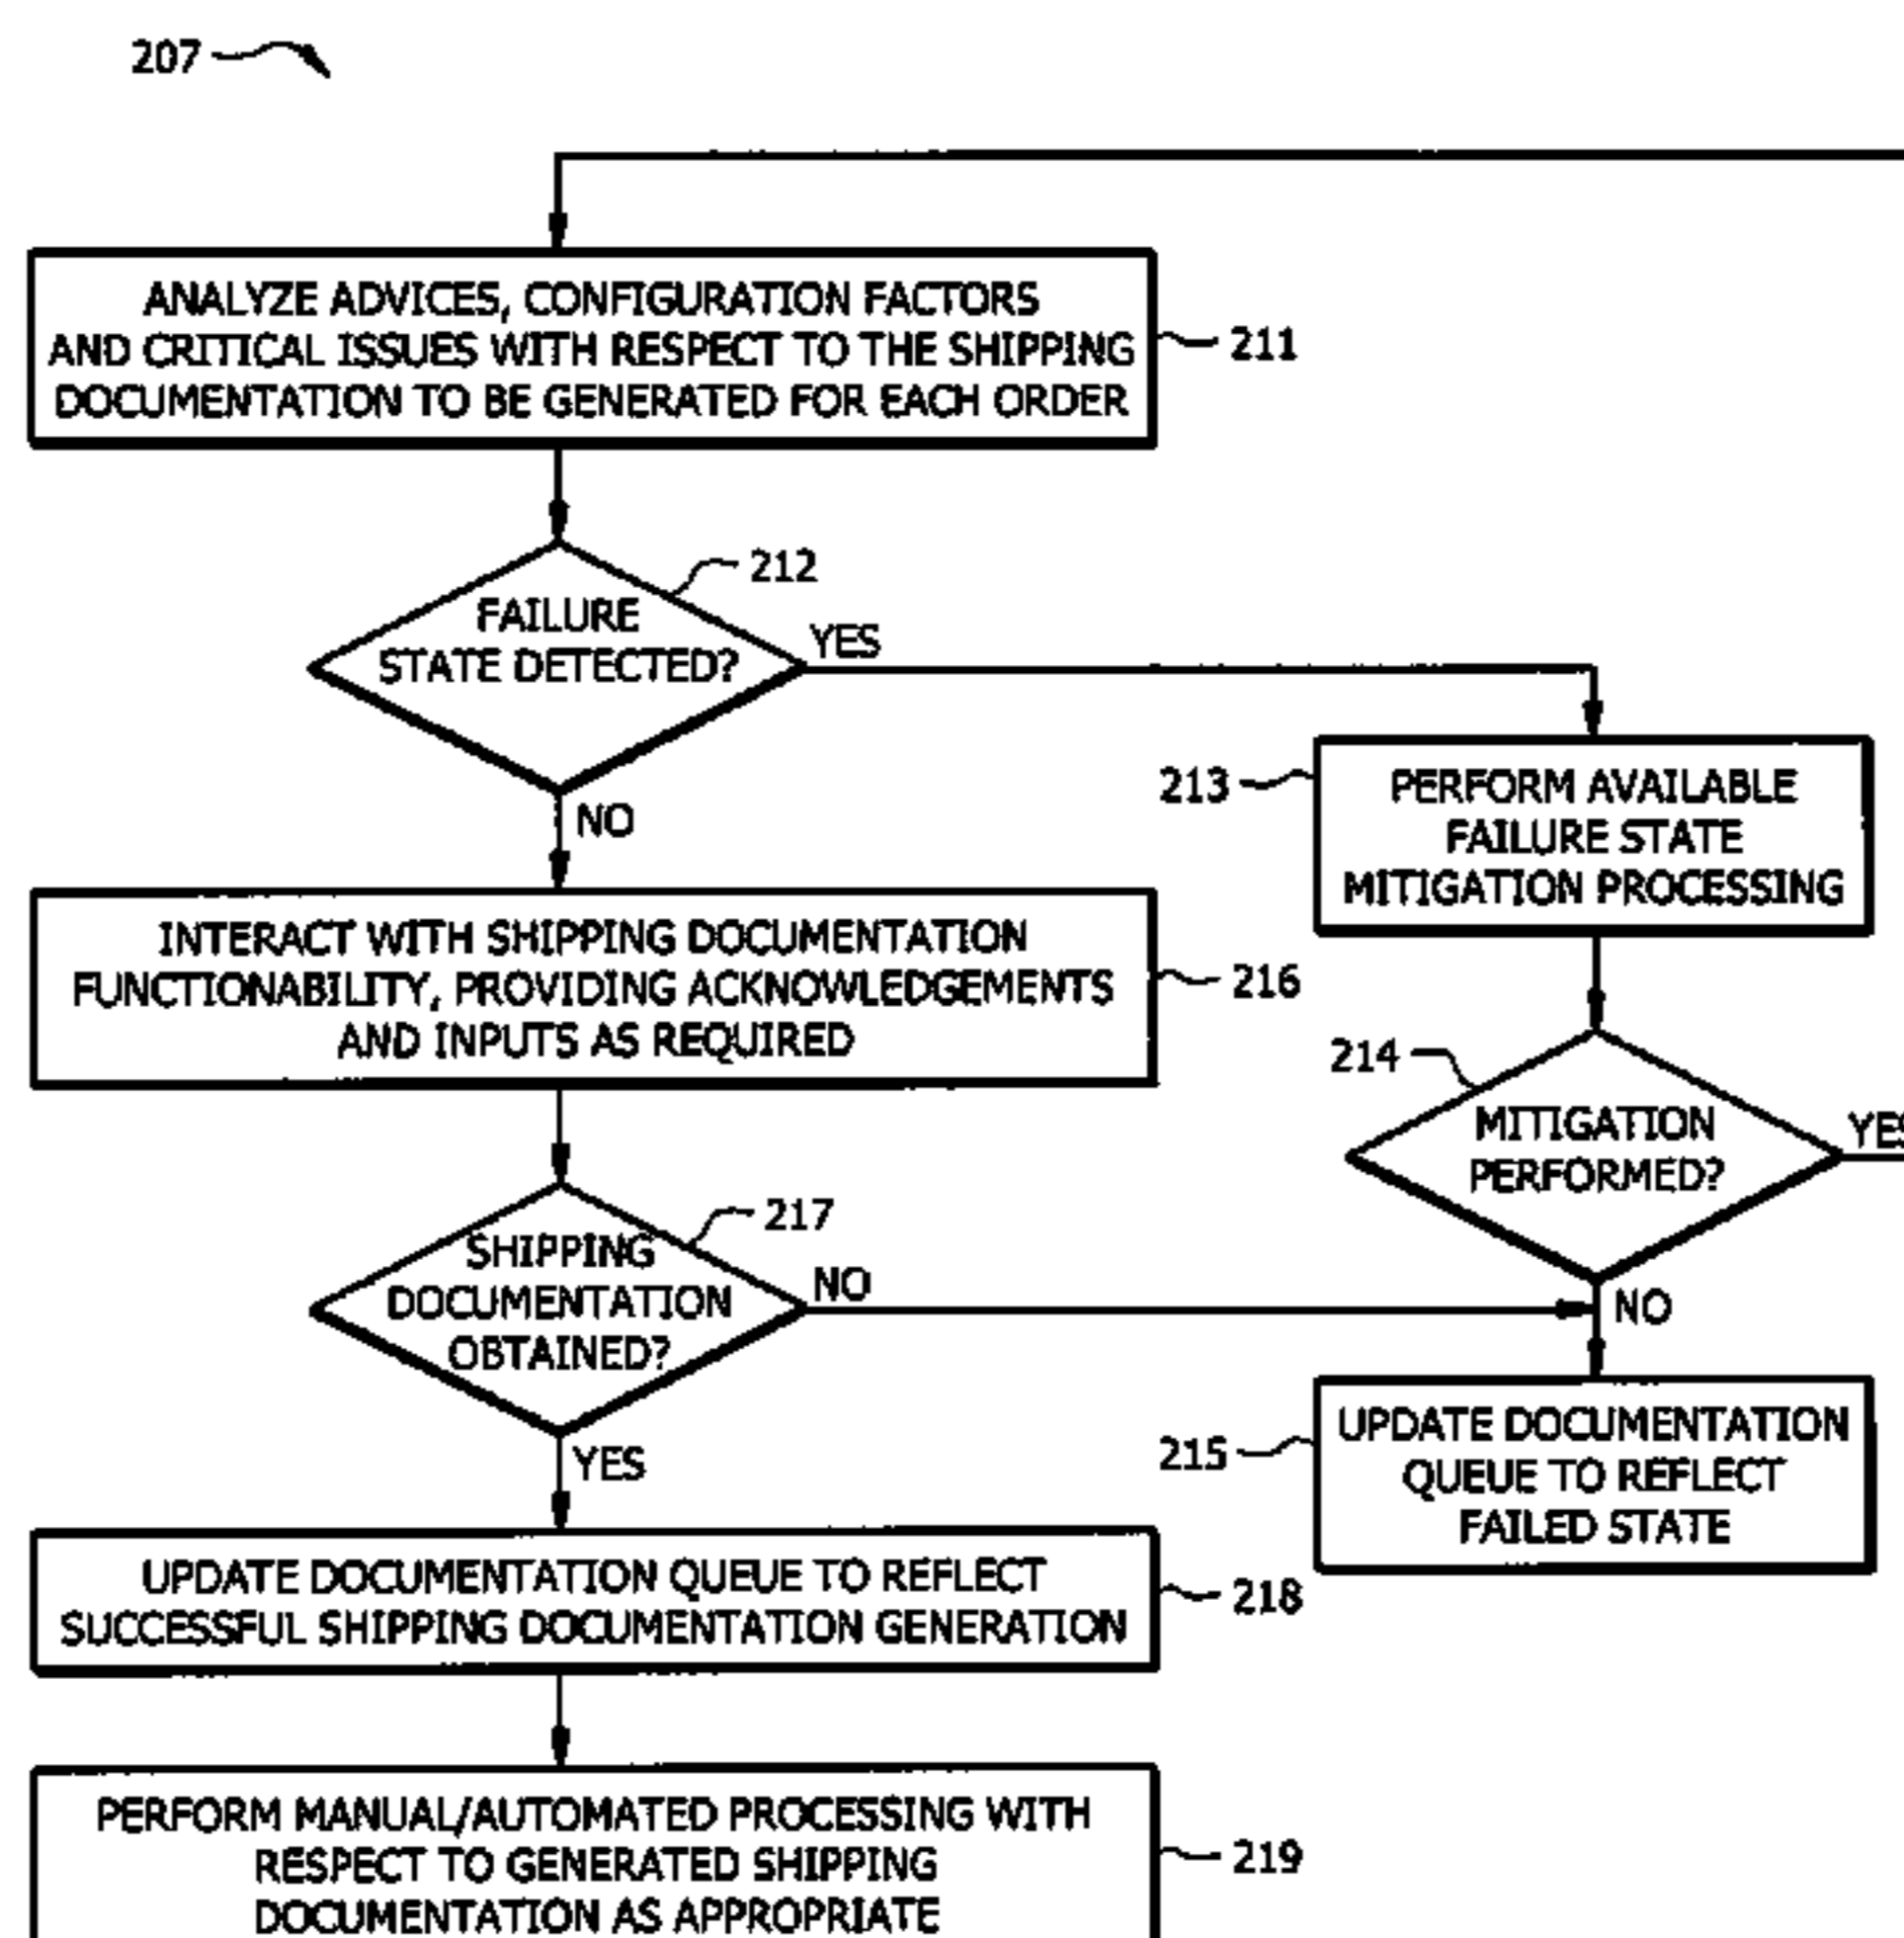 207
ANALYZE ADVICES, CONFIGURATION FACTORS
AND CRITICAL ISSUES WITH RESPECT TO THE SHIPPING
DOCUMENTATION TO BE GENERATED FOR EACH ORDER
211
212
FAILURE
STATE DETECTED?
YES
NO
213
PERFORM AVAILABLE
FAILURE STATE
MITIGATION PROCESSING
INTERACT WITH SHIPPING DOCUMENTATION
FUNCTIONABILITY, PROVIDING ACKNOWLEDGEMENTS
AND INPUTS AS REQUIRED
216
214
MITIGATION
PERFORMED?
YES
NO
217
SHIPPING
DOCUMENTATION
OBTAINED?
NO
YES
215
UPDATE DOCUMENTATION
QUEUE TO REFLECT
FAILED STATE
UPDATE DOCUMENTATION QUEUE TO REFLECT
SUCCESSFUL SHIPPING DOCUMENTATION GENERATION
218
PERFORM MANUAL/AUTOMATED PROCESSING WITH
RESPECT TO GENERATED SHIPPING
DOCUMENTATION AS APPROPRIATE
219